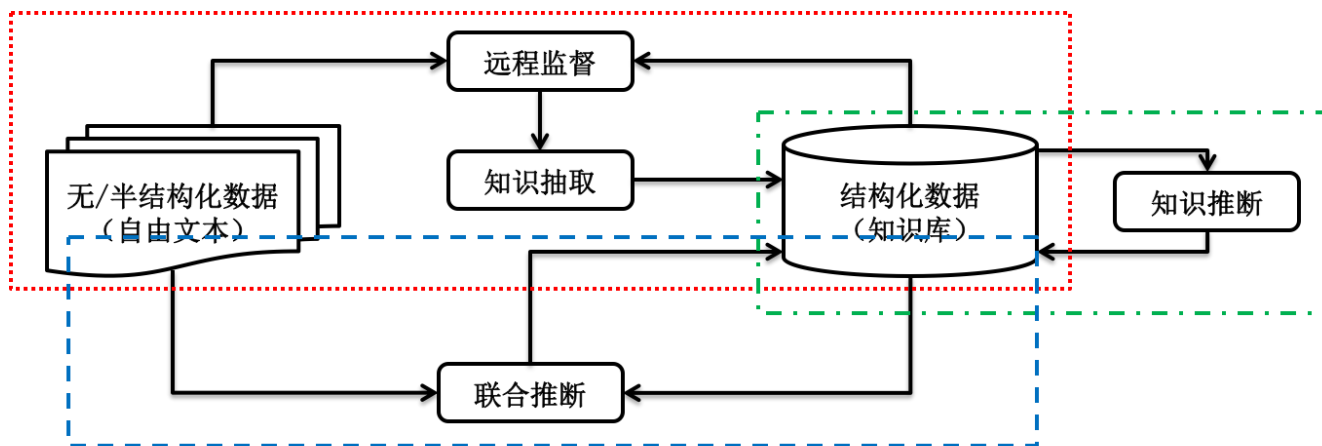 远程监督
知识抽取
无/半结构化数据
（自由文本）
结构化数据
（知识库）
知识推断
联合推断